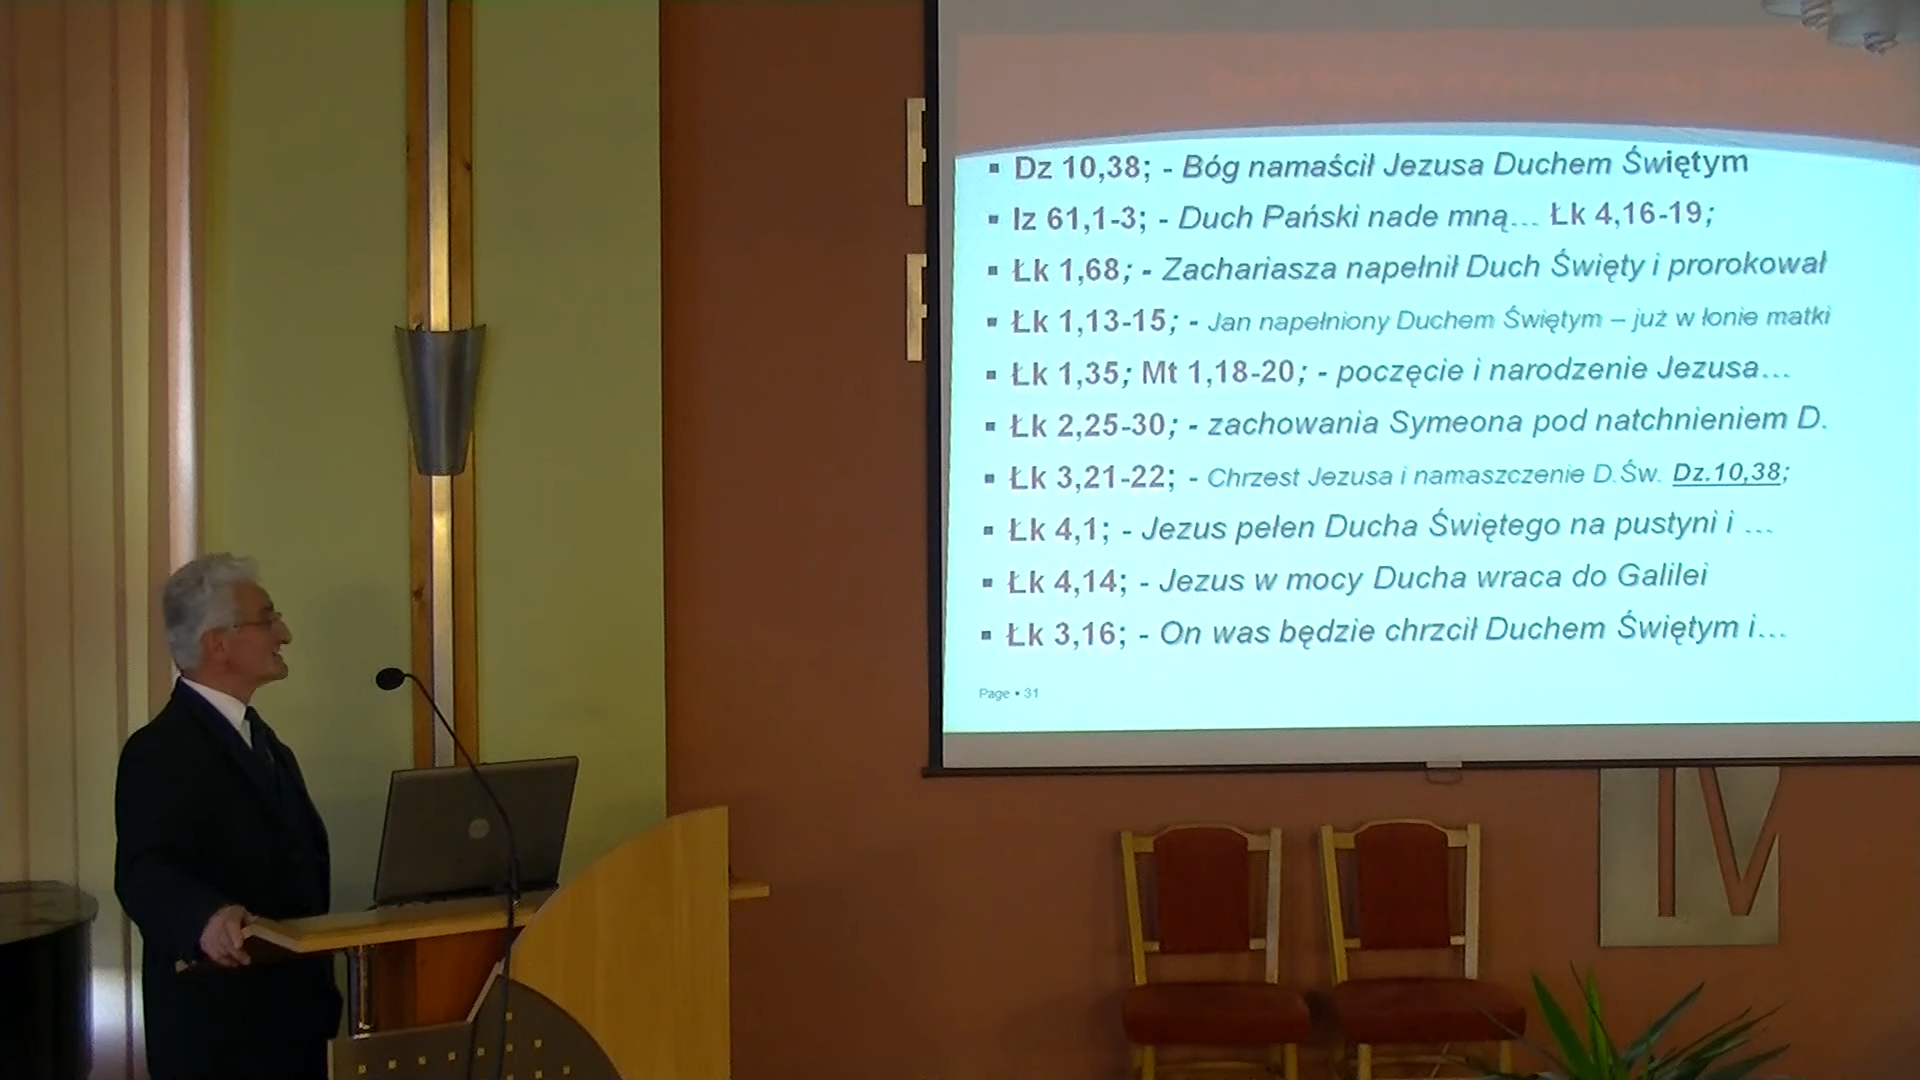 ▪ Dz 10,38; - Bóg namaścił Jezusa Duchem Świętym
▪ Iz 61,1-3; - Duch Pański nade mną... Łk 4,16-19;
▪ Łk 1,68; - Zachariasza napełnił Duch Święty i prorokował
▪ Łk 1,13-15; - Jan napełniony Duchem Świętym – już w łonie matki
▪ Łk 1,35; Mt 1,18-20; - poczęcie i narodzenie Jezusa...
▪ Łk 2,25-30; - zachowania Symeona pod natchnieniem D.
▪ Łk 3,21-22; - Chrzest Jezusa i namaszczenie D.Św. Dz.10,38;
▪ Łk 4,1; - Jezus pełen Ducha Świętego na pustyni i ...
▪ Łk 4,14; - Jezus w mocy Ducha wraca do Galilei
▪ Łk 3,16; - On was będzie chrzcił Duchem Świętym i...
Page ▪ 31